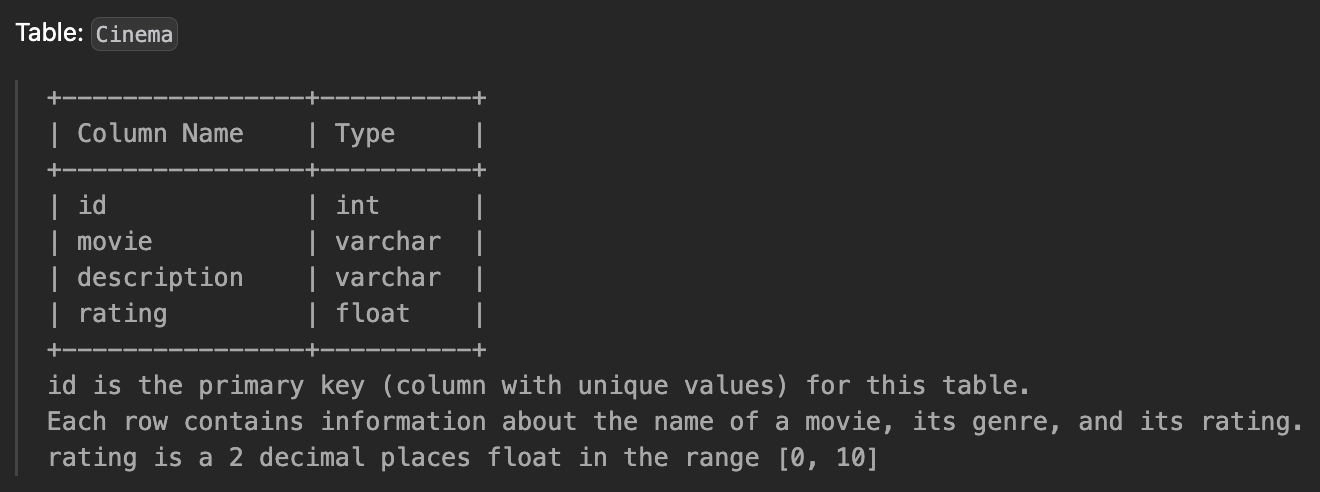 Table: Cinema
+----------------+----------+
| Column Name    | Type     |
+----------------+----------+
| id             | int      |
| movie          | varchar  |
| description    | varchar  |
| rating         | float    |
+----------------+----------+
id is the primary key (column with unique values) for this table.
Each row contains information about the name of a movie, its genre, and its rating.
rating is a 2 decimal places float in the range [0, 10]